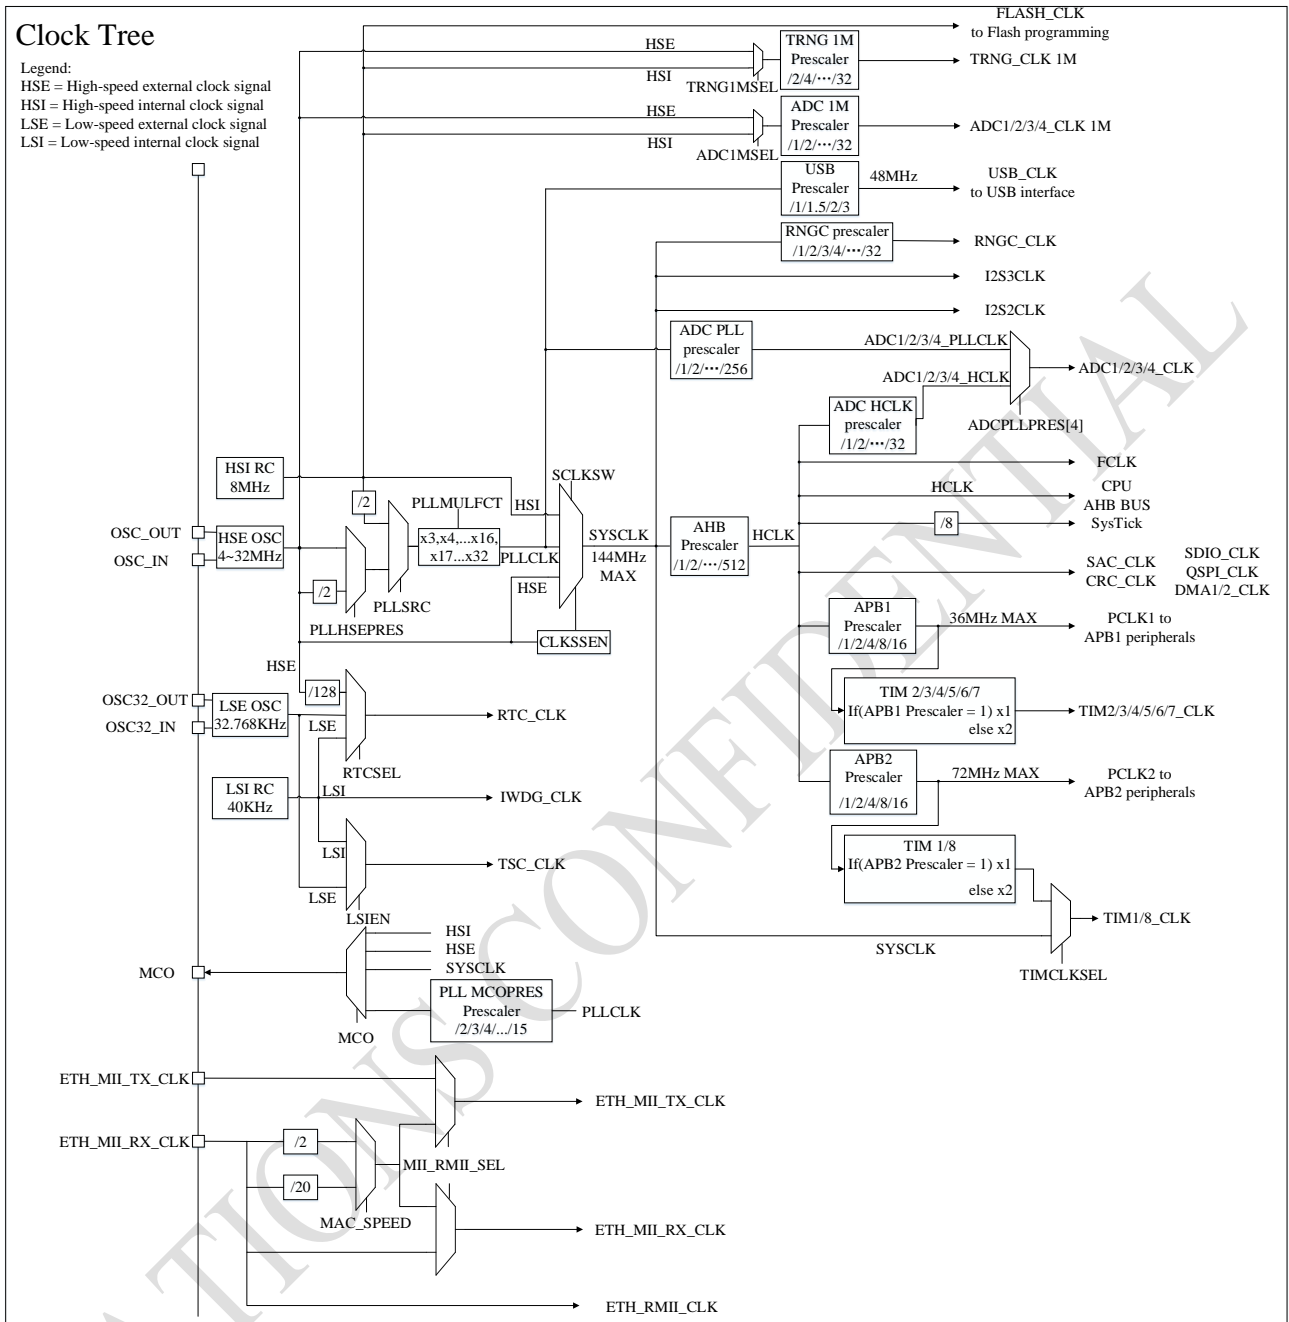 Clock Tree
Legend:
HSE = High-speed external clock signal
HSI = High-speed internal clock signal
LSE = Low-speed external clock signal
LSI = Low-speed internal clock signal
FLASH_CLK
to Flash programming
HSE
HSI
TRNG1MSEL
TRNG 1M
Prescaler
/2/4/···/32
TRNG_CLK 1M
HSE
HSI
ADC1MSEL
ADC 1M
Prescaler
/1/2/···/32
ADC1/2/3/4_CLK 1M
USB
Prescaler
/1/1.5/2/3
48MHz
USB_CLK
to USB interface
RNGC prescaler
/1/2/3/4/···/32
RNGC_CLK
I2S3CLK
I2S2CLK
ADC PLL
prescaler
/1/2/···/256
ADC1/2/3/4_PLLCLK
ADC1/2/3/4_HCLK
ADC1/2/3/4_CLK
ADC HCLK
prescaler
/1/2/···/32
ADCPLLPRES[4]
HSI RC
8MHz
/2
PLLMULFCT
HSI
SCLKSW
FCLK
HCLK
CPU
AHB BUS
OSC_OUT
OSC_IN
HSE OSC
4~32MHz
x3,x4,...x16,
x17...x32
PLLCLK
SYSCLK
144MHz
MAX
AHB
Prescaler
/1/2/···/512
HCLK
/8
SysTick
/2
PLLSRC
PLLHSEPRES
HSE
CLKSSEN
SAC_CLK
CRC_CLK
SDIO_CLK
QSPI_CLK
DMA1/2_CLK
APB1
Prescaler
/1/2/4/8/16
36MHz MAX
PCLK1 to
APB1 peripherals
HSE
/128
OSC32_OUT
OSC32_IN
LSE OSC
32.768KHz
LSE
RTCSEL
RTC_CLK
TIM 2/3/4/5/6/7
If(APB1 Prescaler = 1) x1
else x2
TIM2/3/4/5/6/7_CLK
LSI RC
40KHz
LSI
IWDG_CLK
APB2
Prescaler
/1/2/4/8/16
72MHz MAX
PCLK2 to
APB2 peripherals
LSI
LSE
LSIEN
TSC_CLK
TIM 1/8
If(APB2 Prescaler = 1) x1
else x2
TIM1/8_CLK
SYSCLK
TIMCLKSEL
HSI
HSE
SYSCLK
MCO
PLL MCOPRES
Prescaler
/2/3/4/.../15
PLLCLK
MCO
ETH_MII_TX_CLK
ETH_MII_TX_CLK
ETH_MII_RX_CLK
/2
/20
MII_RMII_SEL
MAC_SPEED
ETH_MII_RX_CLK
ETH_RMII_CLK
ATIONS CONFIDENTIAL